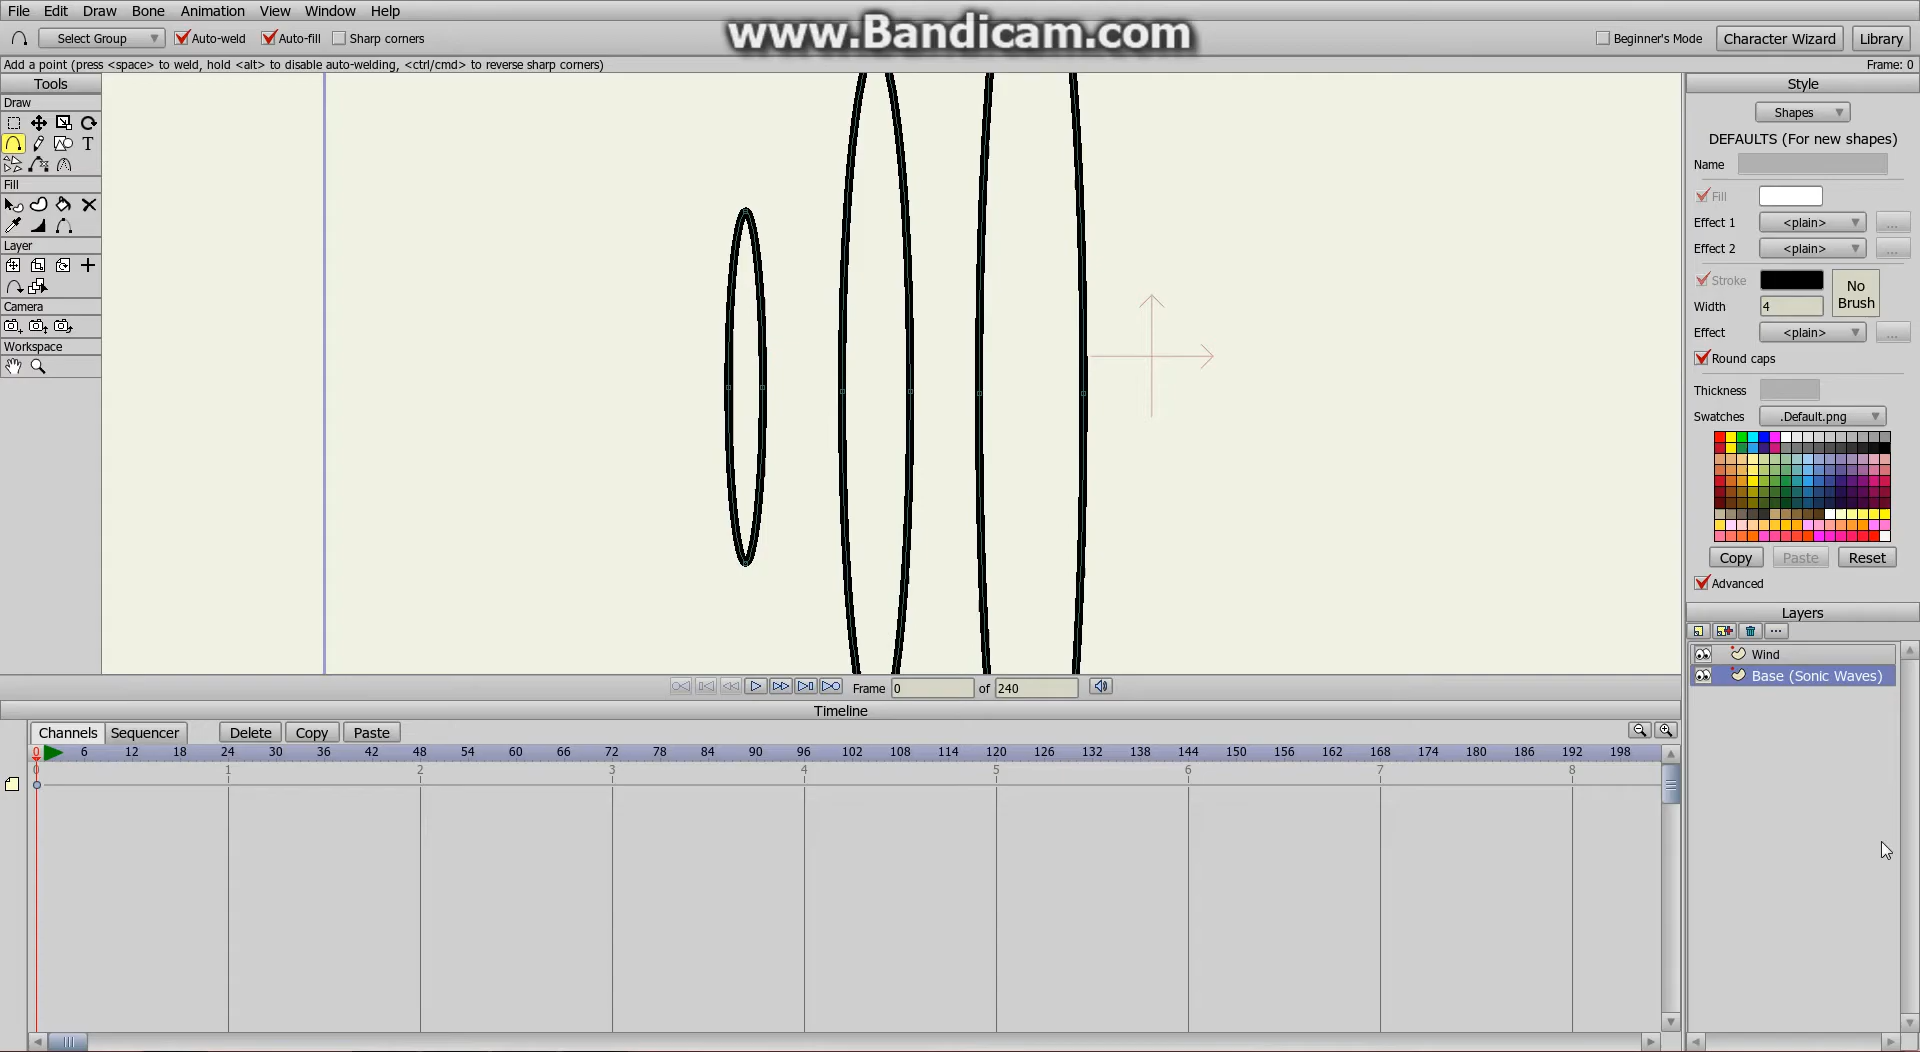 File Edit Draw Bone Animation View Window Help
www.Bandicam.com
Select Group Auto-weld Auto-fill Sharp corners Beginner's Mode Character Wizard Library
Add a point (press <space> to weld, hold <alt> to disable auto-welding, <ctrl/cmd> to reverse sharp corners) Frame: 0
Tools
Draw
T
Fill
Layer
Camera
Workspace
Style
Shapes
DEFAULTS (For new shapes)
Name
Fill
Effect 1 <plain> ...
Effect 2 <plain> ...
Stroke No
Width 4 Brush
Effect <plain> ...
Round caps
Thickness
Swatches .Default.png
Copy Paste Reset
Advanced
Layers
...
Wind
Base (Sonic Waves)
Frame 0 of 240
Timeline
Channels Sequencer Delete Copy Paste
0 6 12 18 24 30 36 42 48 54 60 66 72 78 84 90 96 102 108 114 120 126 132 138 144 150 156 162 168 174 180 186 192 198
0 1 2 3 4 5 6 7 8